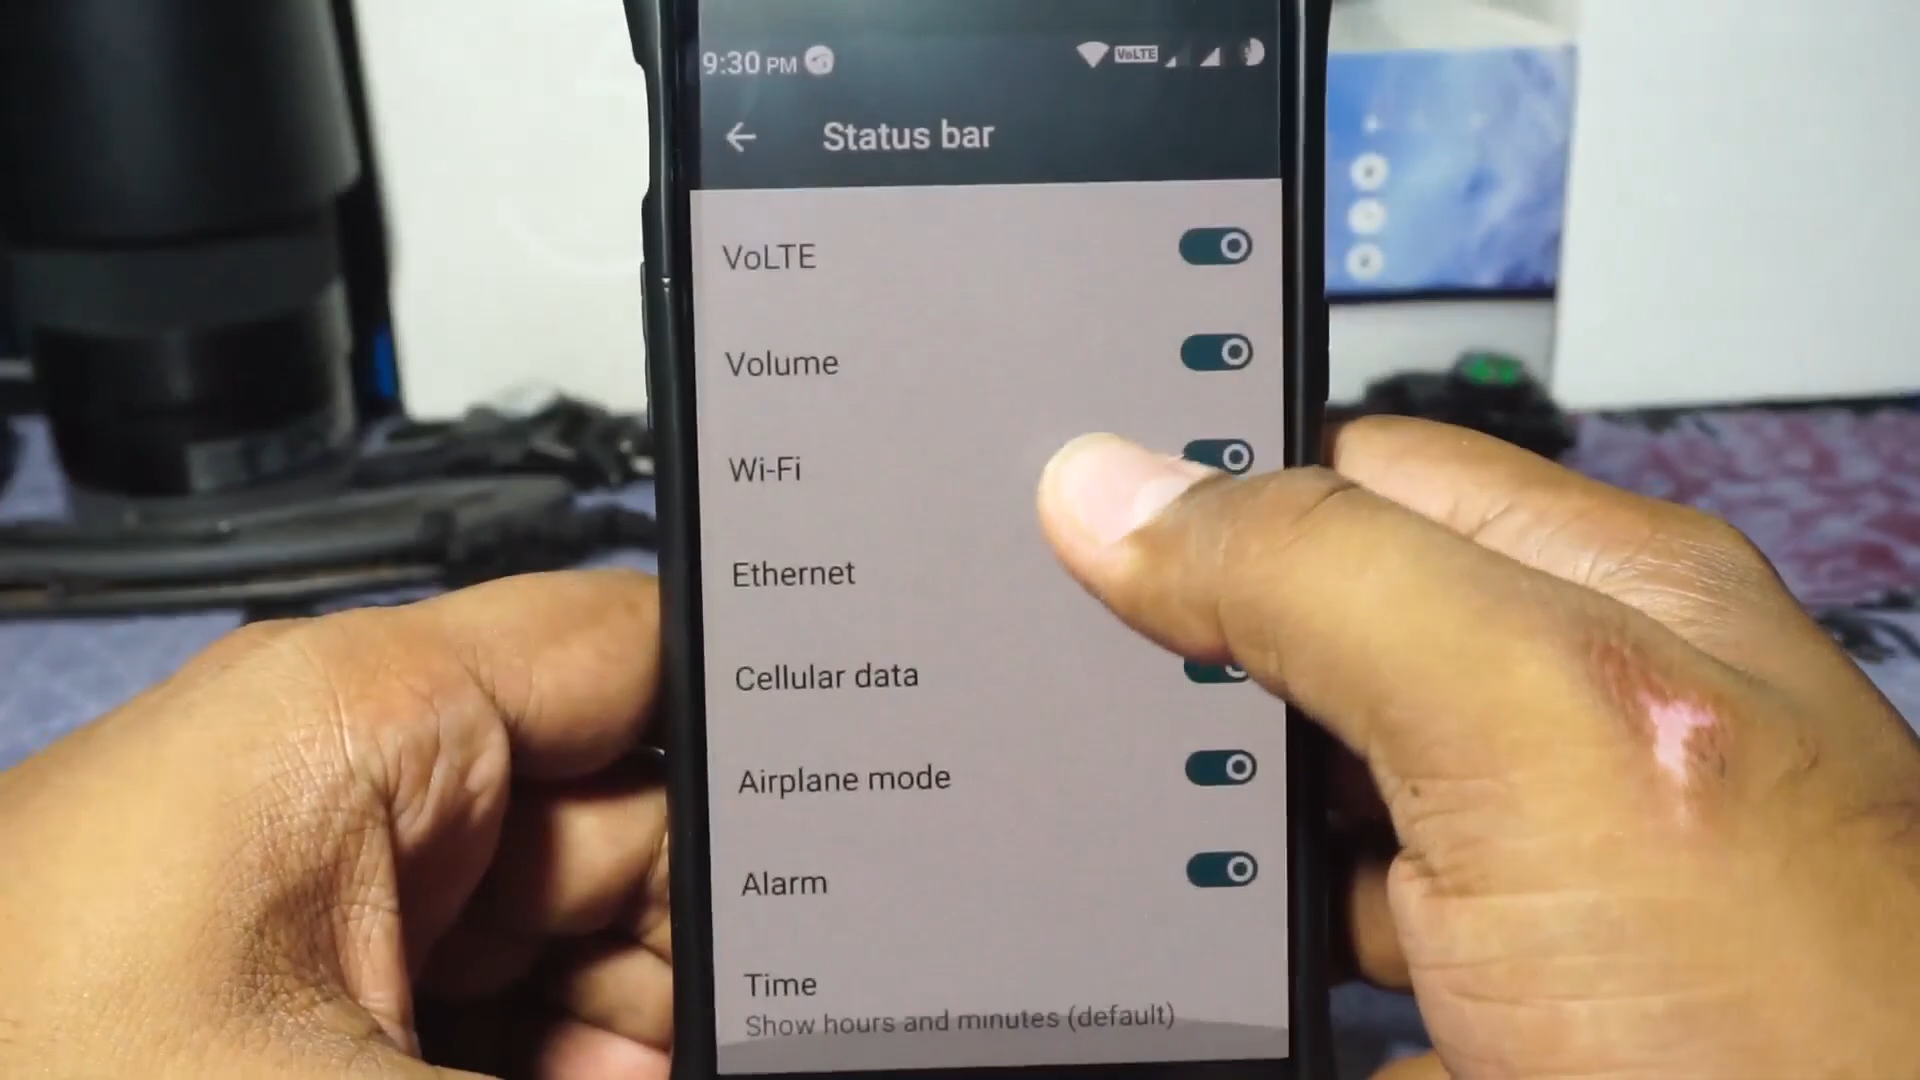 9:30 PM VoLTE
Status bar
VoLTE
Volume
Wi-Fi
Ethernet
Cellular data
Airplane mode
Alarm
Time
Show hours and minutes (default)